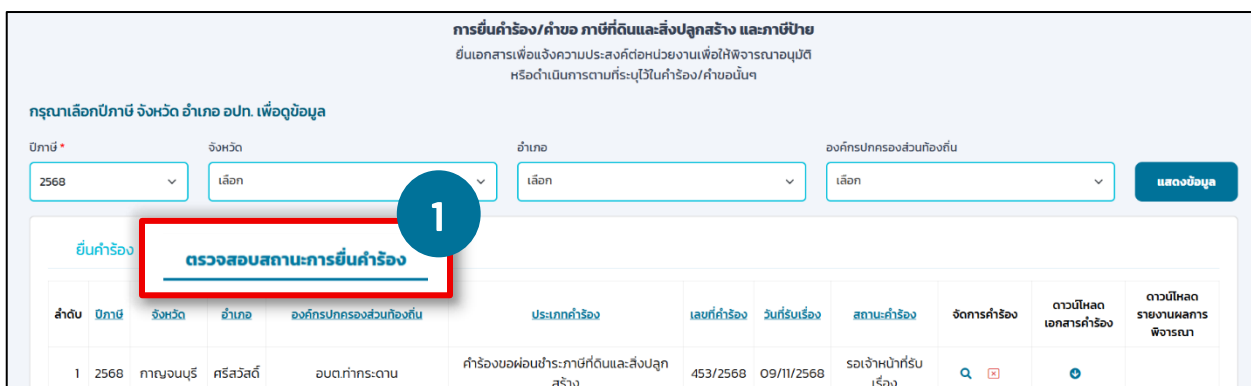 การยื่นคำร้อง/คำขอ ภาษีที่ดินและสิ่งปลูกสร้าง และภาษีป้าย
ยื่นเอกสารเพื่อแจ้งความประสงค์ต่อหน่วยงานเพื่อให้พิจารณาอนุมัติ
หรือดำเนินการตามที่ระบุไว้ในคำร้อง/คำขอนั้นๆ
กรุณาเลือกปีภาษี จังหวัด อำเภอ อปท. เพื่อดูข้อมูล
ปีภาษี * จังหวัด อำเภอ องค์กรปกครองส่วนท้องถิ่น
2568 เลือก เลือก เลือก แสดงข้อมูล
1
ยื่นคำร้อง ตรวจสอบสถานะการยื่นคำร้อง
ลำดับ ปีภาษี จังหวัด อำเภอ องค์กรปกครองส่วนท้องถิ่น ประเภทคำร้อง เลขที่คำร้อง วันที่รับเรื่อง สถานะคำร้อง จัดการคำร้อง ดาวน์โหลด เอกสารคำร้อง ดาวน์โหลด รายงานผลการ พิจารณา
1 2568 กาญจนบุรี ศรีสวัสดิ์ อบต.ท่ากระดาน คำร้องขอผ่อนชำระภาษีที่ดินและสิ่งปลูก สร้าง 453/2568 09/11/2568 รอเจ้าหน้าที่รับ เรื่อง